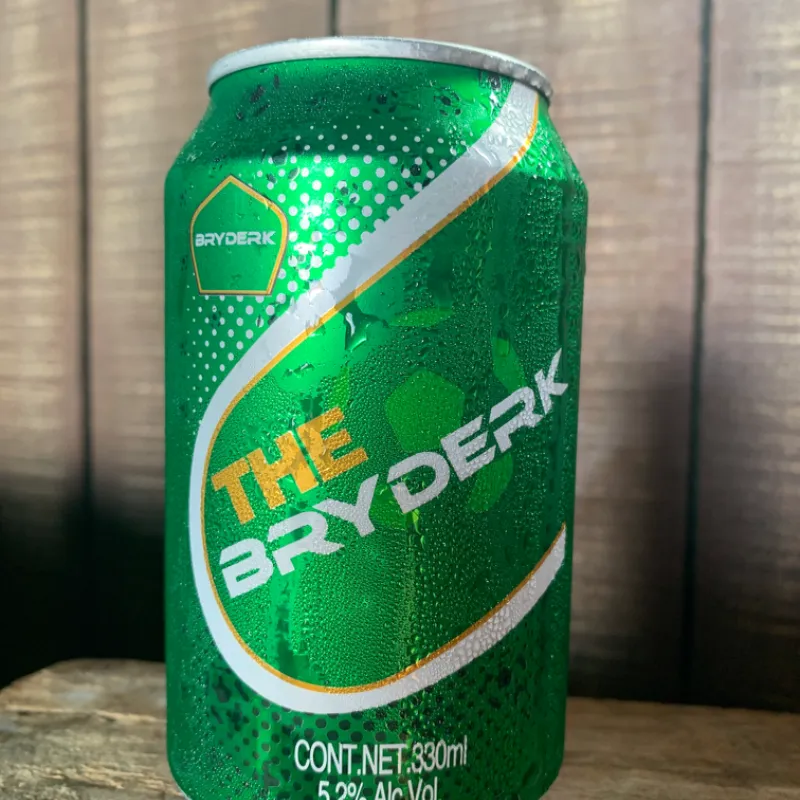 BRYDERK
THE
BRYDERK
CONT.NET.330ml
5.2% Alc.Vol